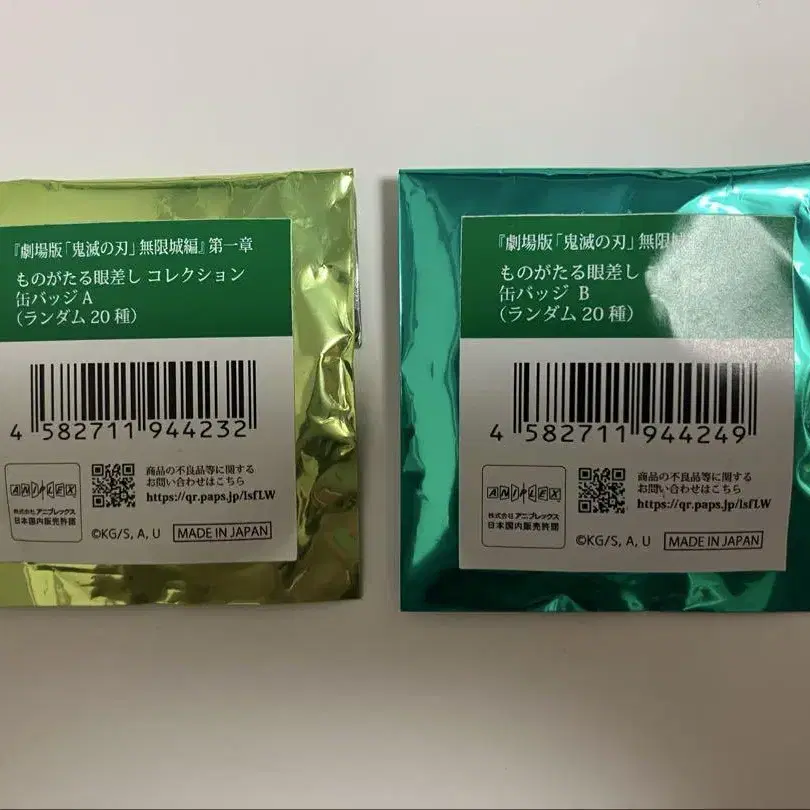 『劇場版「鬼滅の刃」無限城編』第一章
ものがたる眼差し コレクション
缶バッジ A
（ランダム 20 種）
4 582711 944232
ANIPLEX
株式会社アニプレックス
日本国内販売許諾
商品の不良品等に関する
お問い合わせはこちら
https://qr.paps.jp/lsfLW
©KG/S, A, U
MADE IN JAPAN
『劇場版「鬼滅の刃」無限城
ものがたる眼差し
缶バッジ B
（ランダム 20 種）
4 582711 944249
ANIPLEX
株式会社アニプレックス
日本国内販売許諾
商品の不良品等に関する
お問い合わせはこちら
https://qr.paps.jp/lsfLW
©KG/S, A, U
MADE IN JAPAN